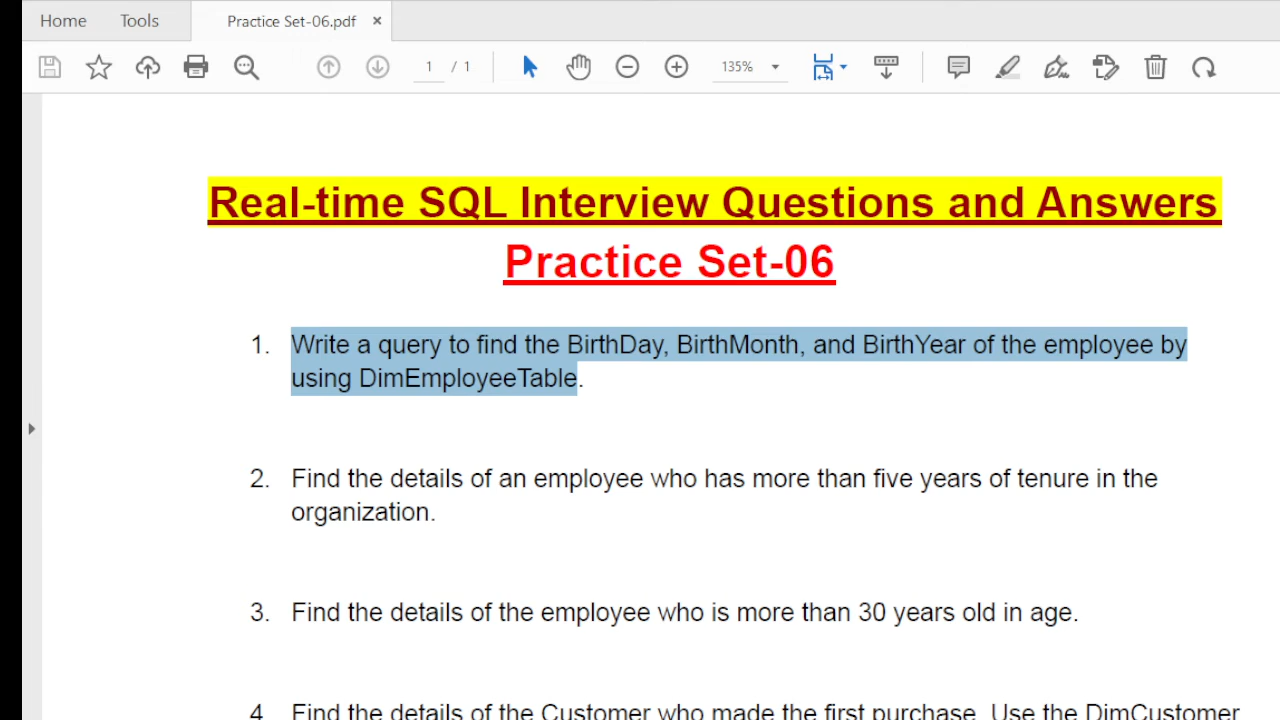 Home Tools Practice Set-06.pdf ×
1 / 1 135%
Real-time SQL Interview Questions and Answers
Practice Set-06
1. Write a query to find the BirthDay, BirthMonth, and BirthYear of the employee by
using DimEmployeeTable.
2. Find the details of an employee who has more than five years of tenure in the
organization.
3. Find the details of the employee who is more than 30 years old in age.
4 Find the details of the Customer who made the first purchase. Use the DimCustomer